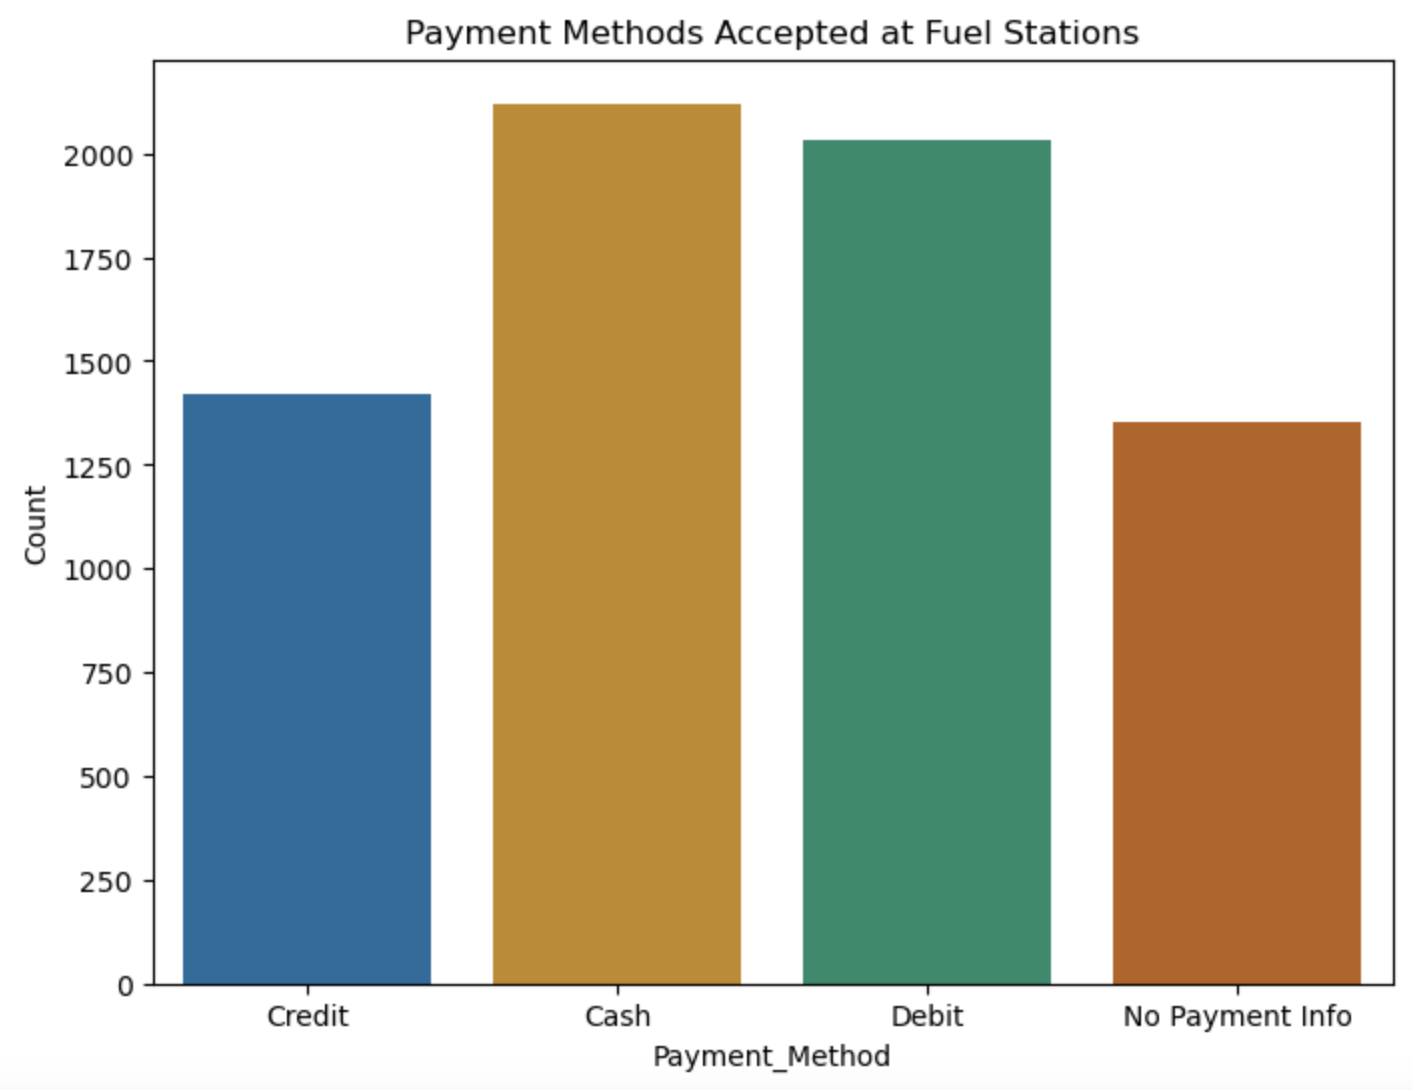 Payment Methods Accepted at Fuel Stations
Count
2000
1750
1500
1250
1000
750
500
250
0
Credit Cash Debit No Payment Info
Payment_Method